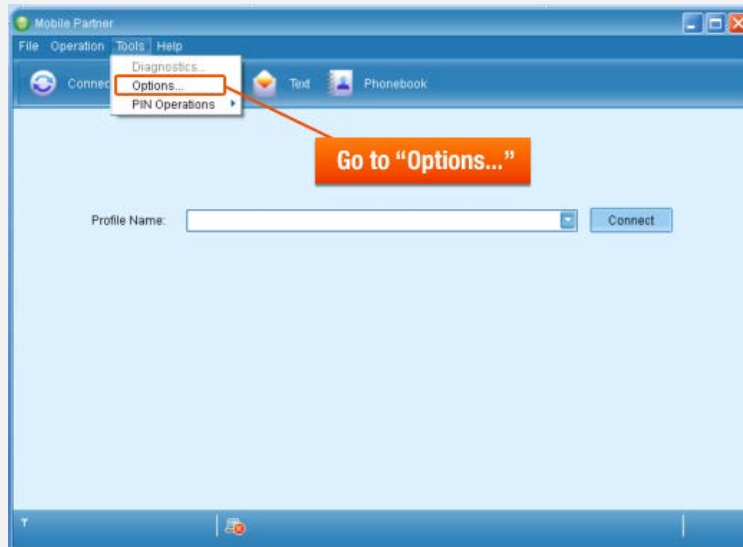 Mobile Partner
File Operation Tools Help
Diagnostics...
Options...
PIN Operations
Connec
Text
Phonebook
Go to “Options...”
Profile Name:
Connect